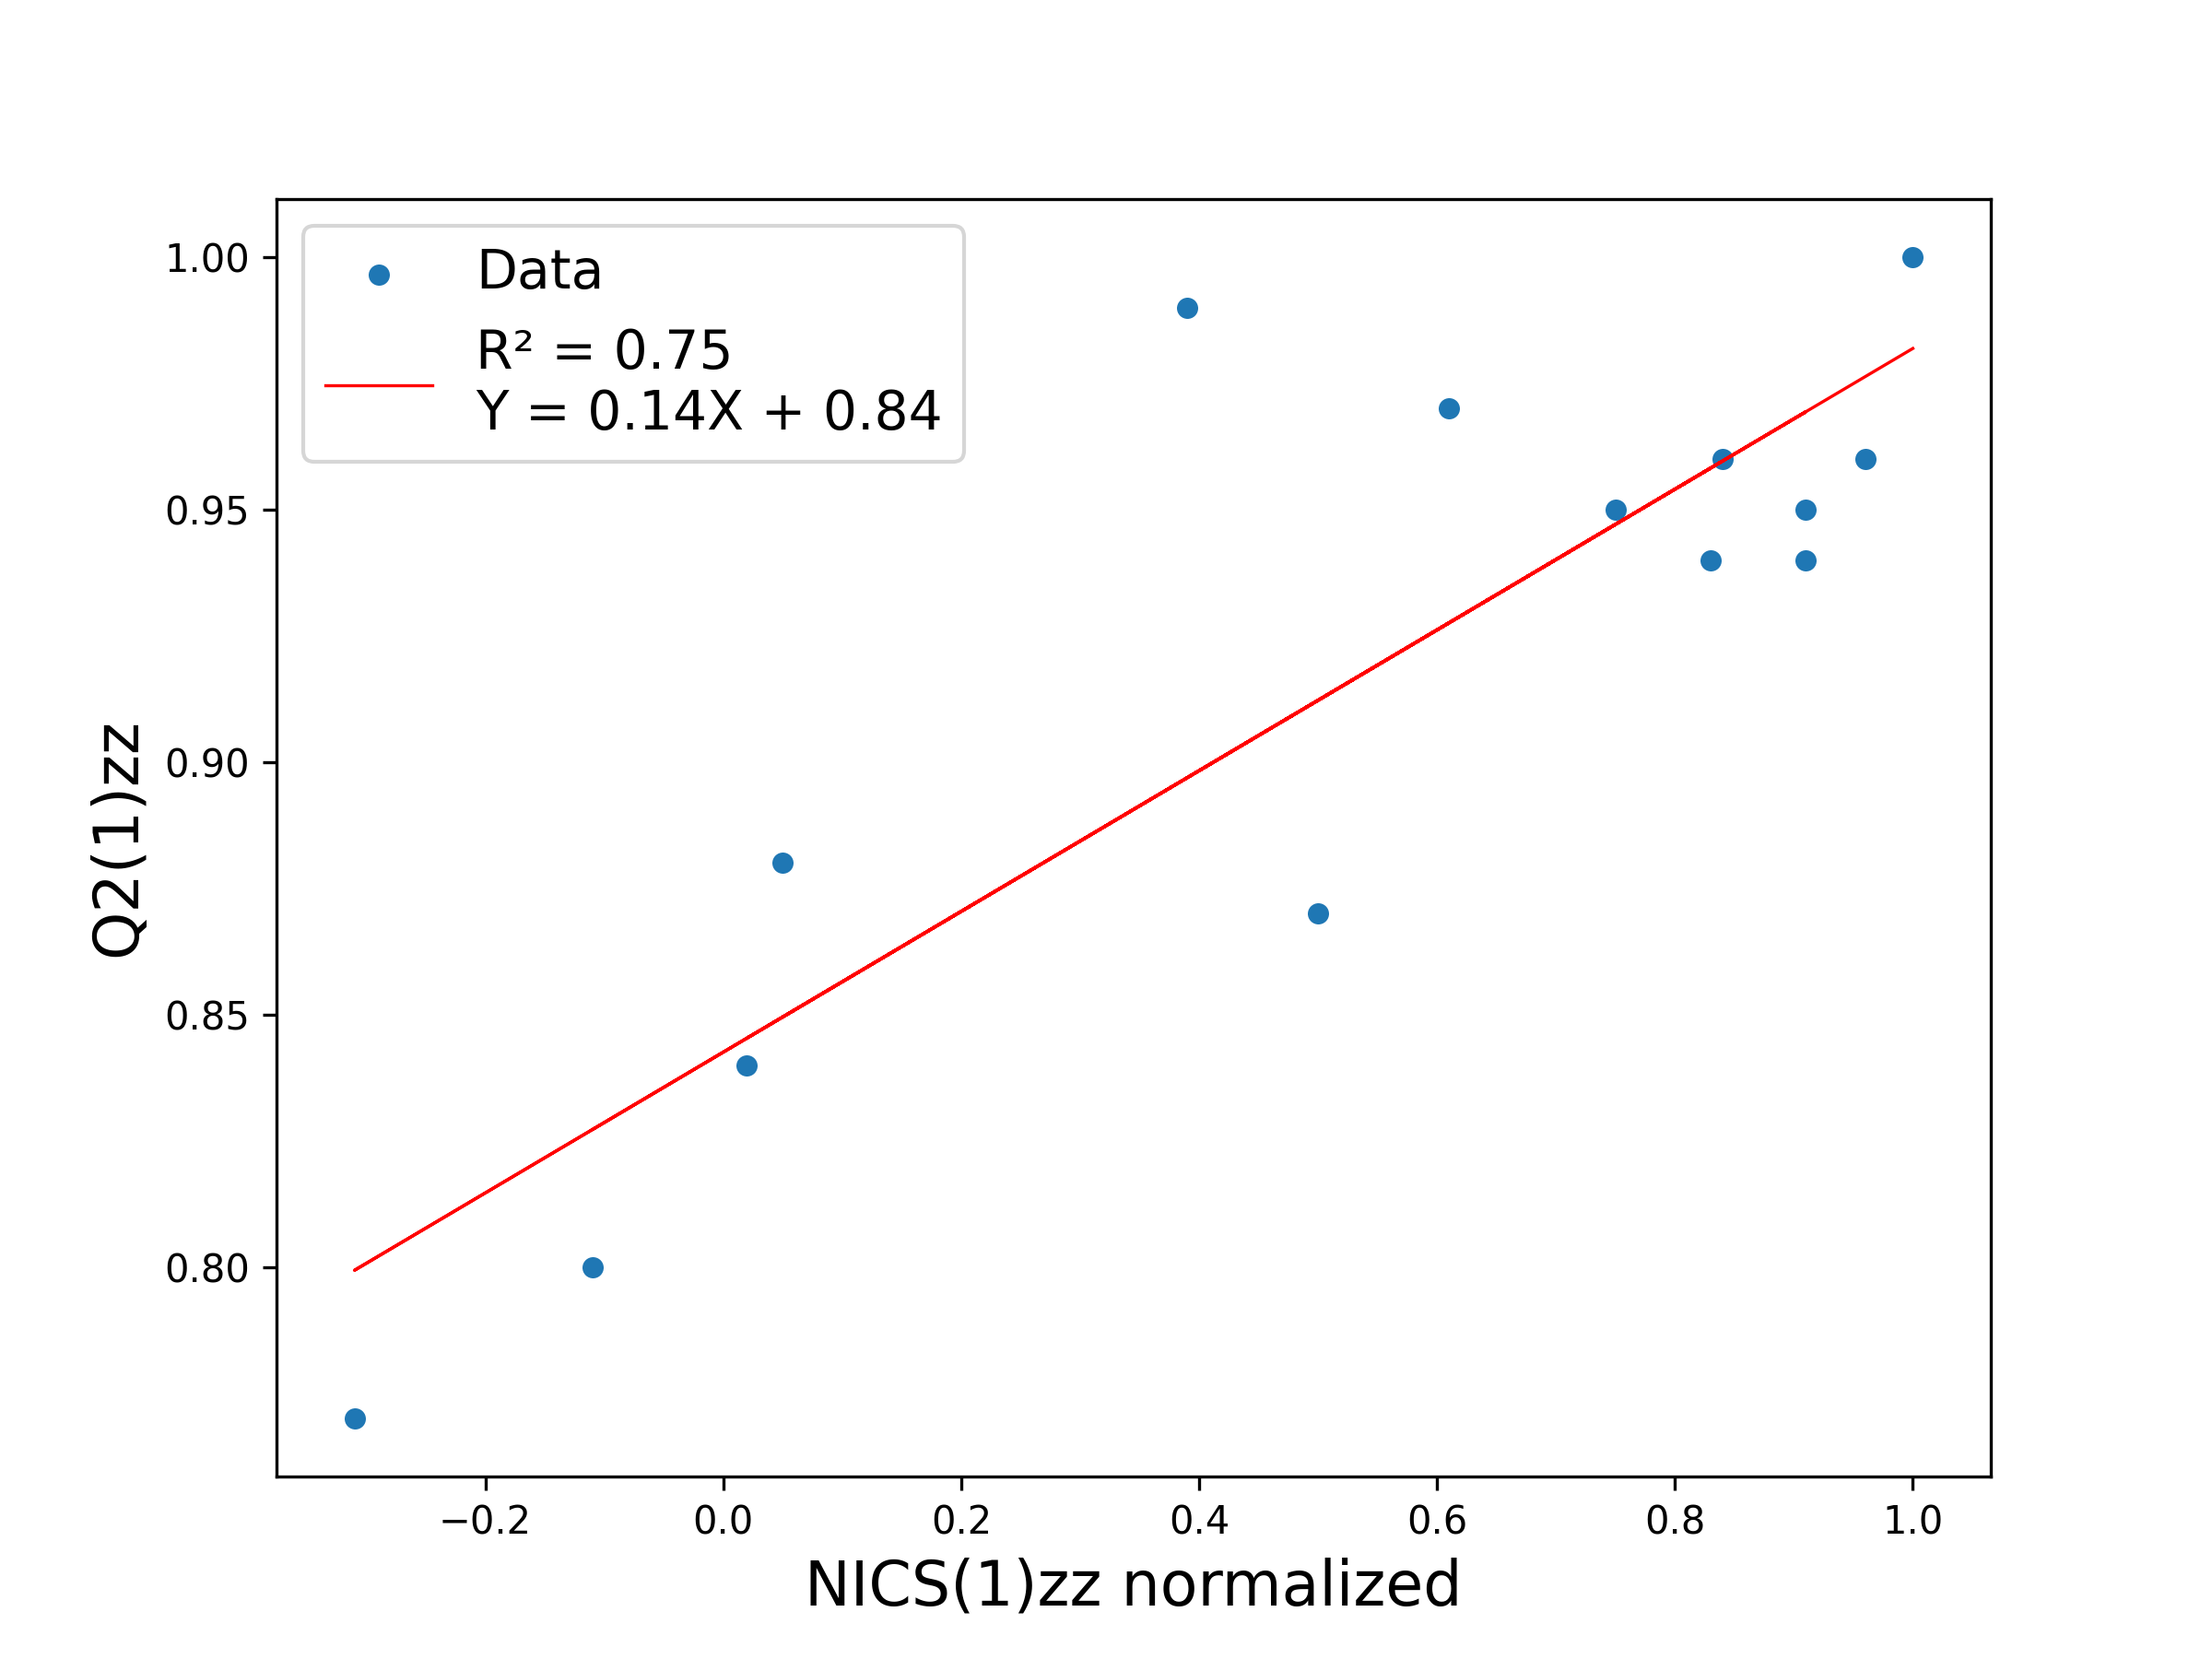 Data
R² = 0.75
Y = 0.14X + 0.84
1.00
0.95
0.90
0.85
0.80
Q2(1)zz
−0.2 0.0 0.2 0.4 0.6 0.8 1.0
NICS(1)zz normalized